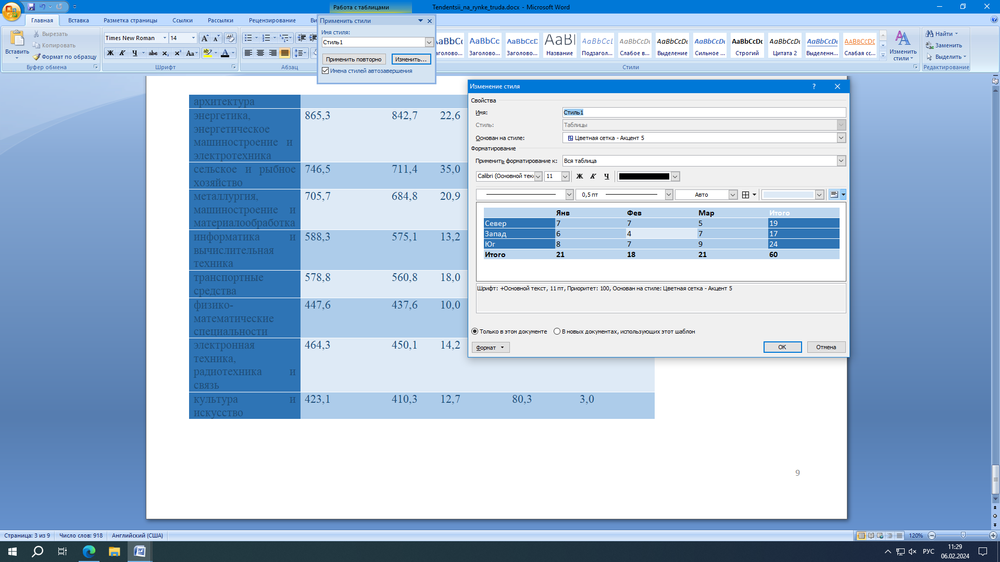 Работа с таблицами
Tendentsii_na_rynke_truda.docx - Microsoft Word
Главная
Вставка
Разметка страницы
Ссылки
Рассылки
Рецензирование
Вставить
Вырезать
Копировать
Формат по образцу
Буфер обмена
Times New Roman
14
Ж К Ч abc x₂ x² Aa
Шрифт
Абзац
Применить стили
Имя стиля:
Стиль1
Применить повторно
Изменить...
Имена стилей автозавершения
AaBbCc
AaBbCcD
АаВ
AaBbCcL
AaBbCcDc
Заголово...
Заголово...
Название
Подзагол...
Слабое в...
Выделение
Сильное ...
Строгий
Цитата 2
Выделенн...
Слабая сс...
Изменить стили
Стили
Найти
Заменить
Выделить
Редактирование
архитектура
энергетика,
энергетическое
машиностроение и
электротехника
865,3 842,7 22,6
сельское и рыбное
хозяйство
746,5 711,4 35,0
металлургия,
машиностроение и
материалообработка
705,7 684,8 20,9
информатика и
вычислительная
техника
588,3 575,1 13,2
транспортные
средства
578,8 560,8 18,0
физико-
математические
специальности
447,6 437,6 10,0
электронная
техника,
радиотехника и
связь
464,3 450,1 14,2
культура и
искусство
423,1 410,3 12,7 80,3 3,0
9
Изменение стиля
?
Свойства
Имя:
Стиль1
Стиль:
Таблицы
Основан на стиле:
Цветная сетка - Акцент 5
Форматирование
Применить форматирование к:
Вся таблица
Calibri (Основной тек
11
Ж К Ч
0,5 пт
Авто
Янв Фев Мар Итого
Север 7 7 5 19
Запад 6 4 7 17
Юг 8 7 9 24
Итого 21 18 21 60
Шрифт: +Основной текст, 11 пт, Приоритет: 100, Основан на стиле: Цветная сетка - Акцент 5
Только в этом документе
В новых документах, использующих этот шаблон
Формат
ОК
Отмена
Страница: 3 из 9
Число слов: 918
Английский (США)
120%
РУС
11:29
06.02.2024